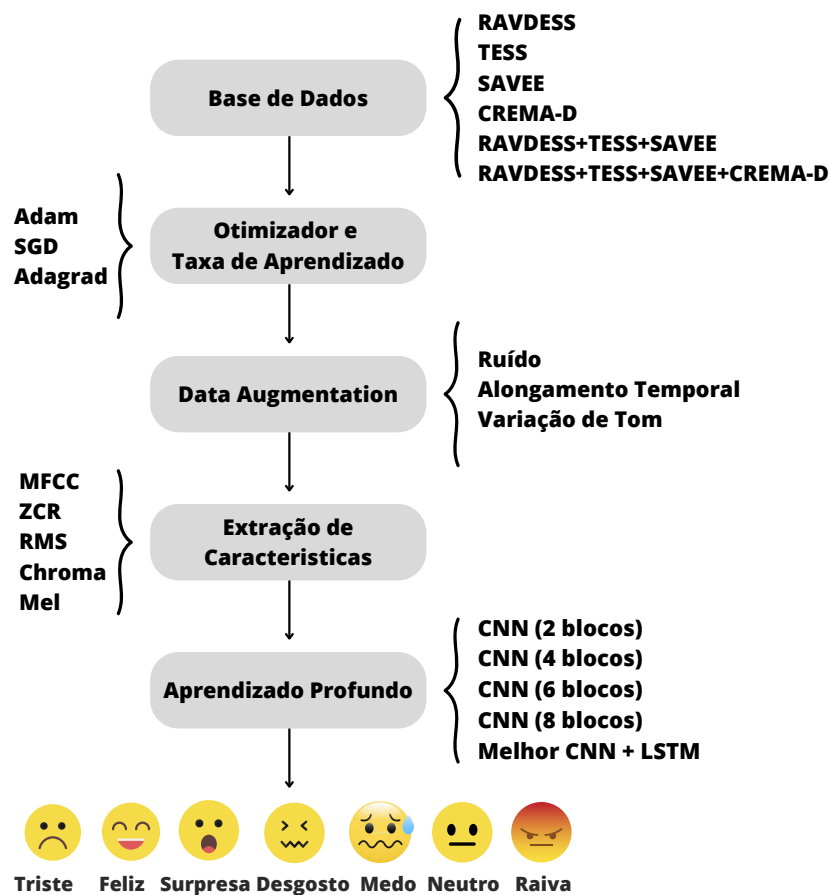 Base de Dados
RAVDESS
TESS
SAVEE
CREMA-D
RAVDESS+TESS+SAVEE
RAVDESS+TESS+SAVEE+CREMA-D
Adam
SGD
Adagrad
Otimizador e
Taxa de Aprendizado
Data Augmentation
Ruído
Alongamento Temporal
Variação de Tom
MFCC
ZCR
RMS
Chroma
Mel
Extração de
Caracteristicas
Aprendizado Profundo
CNN (2 blocos)
CNN (4 blocos)
CNN (6 blocos)
CNN (8 blocos)
Melhor CNN + LSTM
Triste Feliz Surpresa Desgosto Medo Neutro Raiva